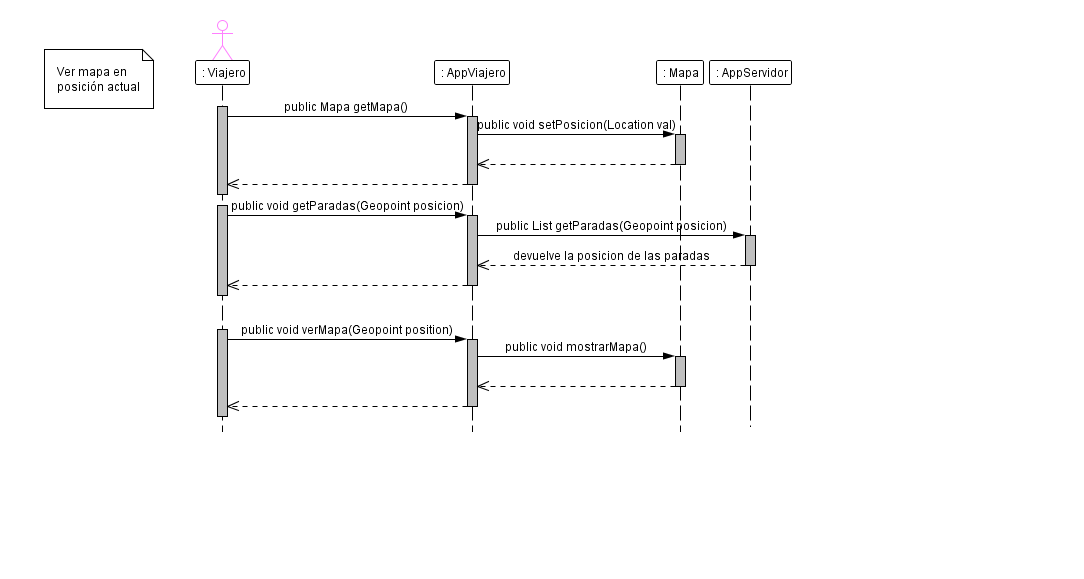 Ver mapa en
posición actual
: Viajero
: AppViajero
: Mapa
: AppServidor
public Mapa getMapa()
public void setPosicion(Location val)
public void getParadas(Geopoint posicion)
public List getParadas(Geopoint posicion)
devuelve la posicion de las paradas
public void verMapa(Geopoint position)
public void mostrarMapa()